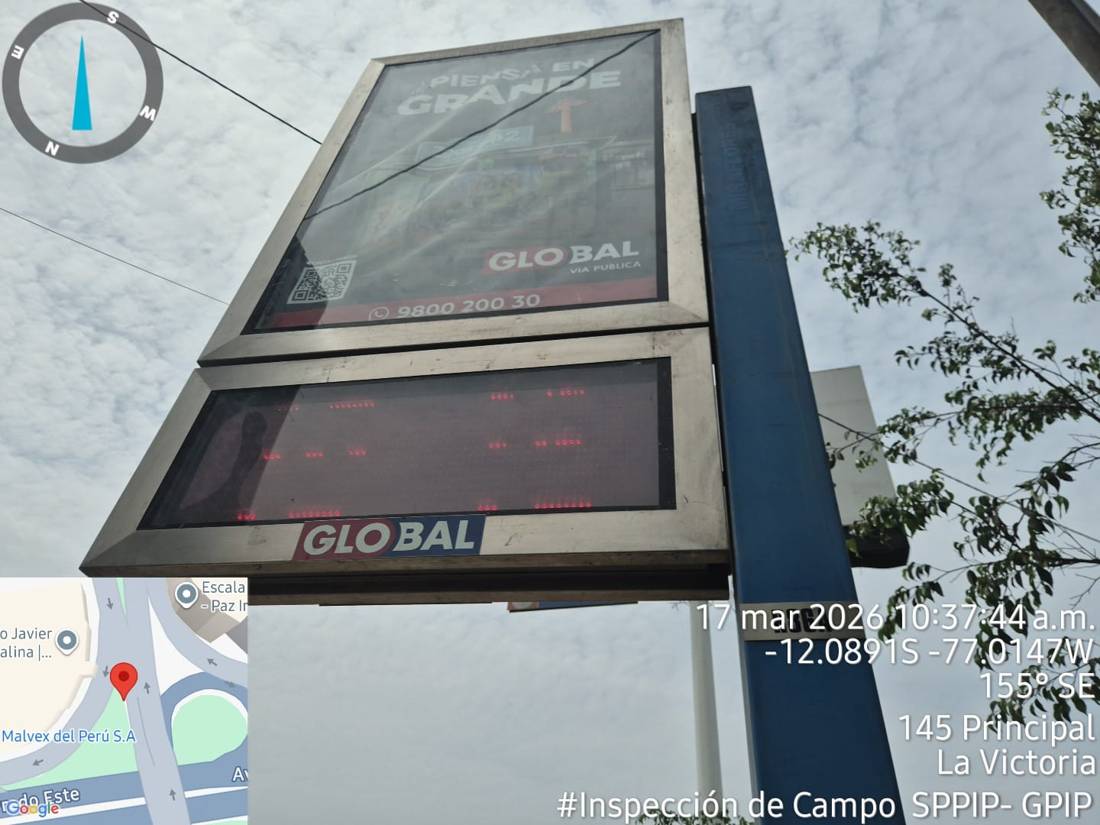 S
E
W
N
PIENSA EN
GRANDE
GLOBAL
VIA PUBLICA
9800 200 30
GLOBAL
Escala
- Paz In
o Javier
alina |...
Malvex del Perú S.A
Av
rado Este
Google
17 mar 2026 10:37:44 a.m.
-12.0891S -77.0147W
155° SE
145 Principal
La Victoria
#Inspección de Campo SPPIP- GPIP